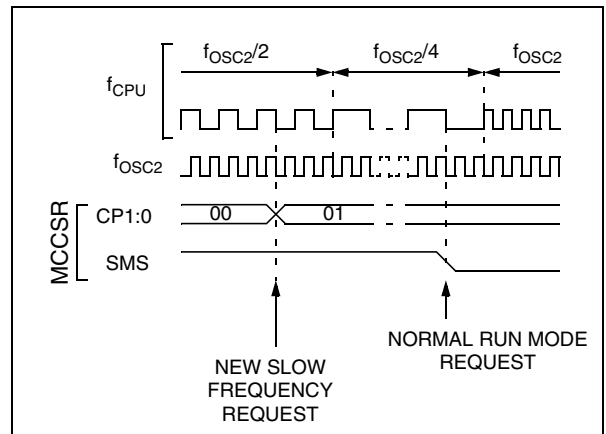 fOSC2/2 fOSC2/4 fOSC2
fCPU
fOSC2
MCCSR
CP1:0 00 01
SMS
NEW SLOW
FREQUENCY
REQUEST
NORMAL RUN MODE
REQUEST